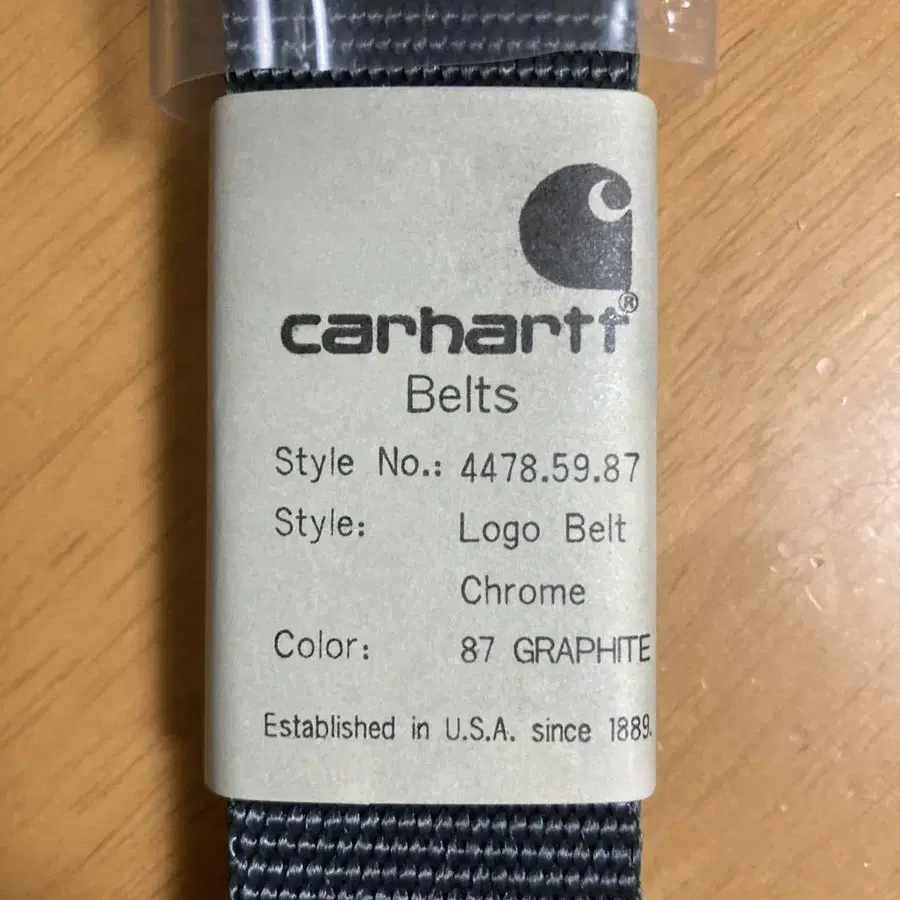 carhartt®
Belts
Style No.: 4478.59.87
Style: Logo Belt
Chrome
Color: 87 GRAPHITE
Established in U.S.A. since 1889.